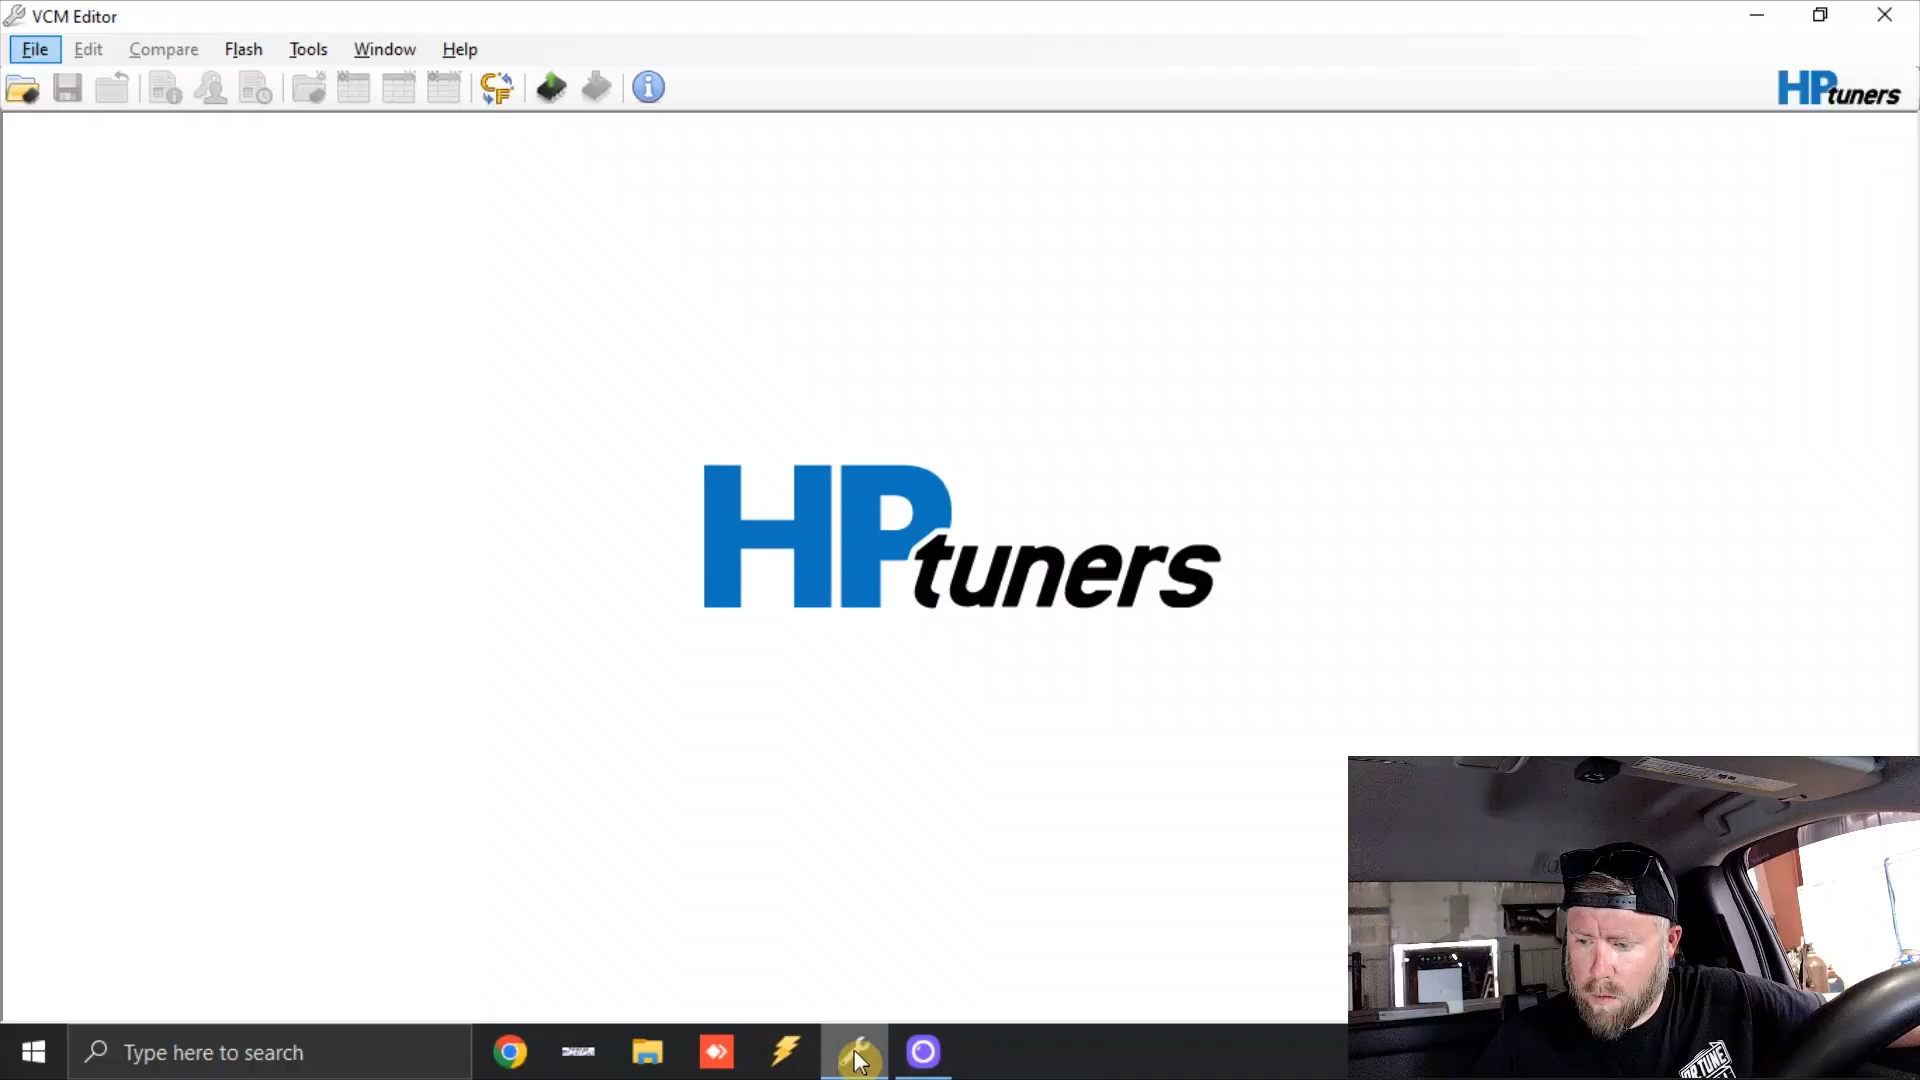 VCM Editor
File Edit Compare Flash Tools Window Help
HPtuners
HPtuners
Type here to search